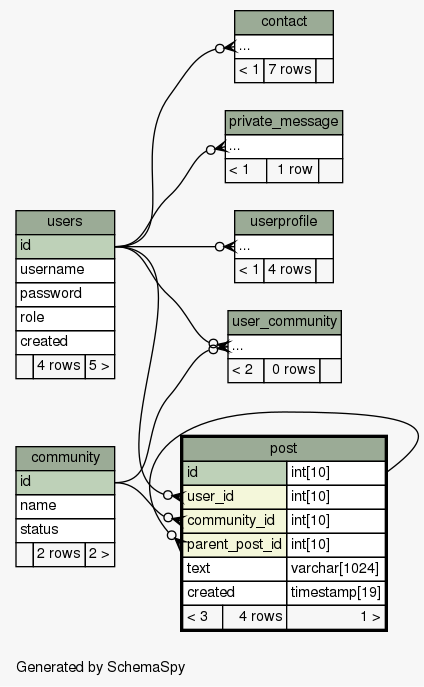 contact
...
< 1 7 rows
private_message
...
< 1 1 row
users
id
username
password
role
created
4 rows 5 >
userprofile
...
< 1 4 rows
user_community
...
< 2 0 rows
community
id
name
status
2 rows 2 >
post
id int[10]
user_id int[10]
community_id int[10]
parent_post_id int[10]
text varchar[1024]
created timestamp[19]
< 3 4 rows 1 >
Generated by SchemaSpy